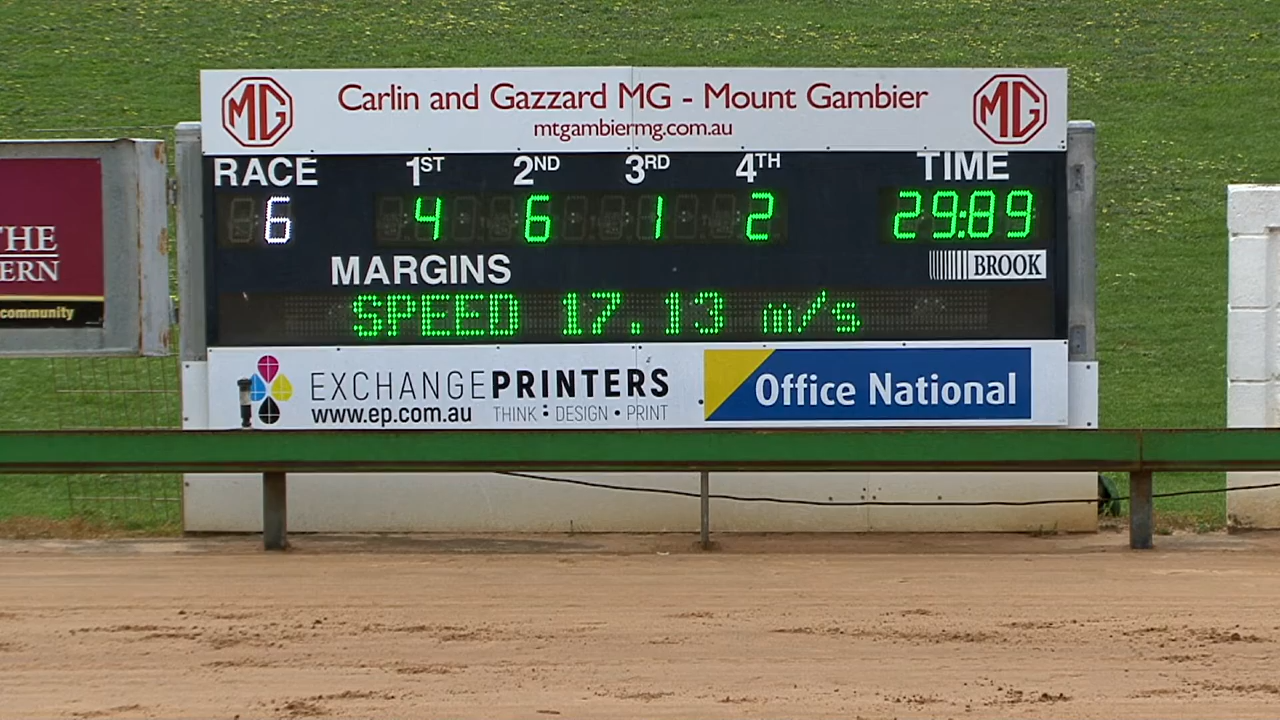 MG Carlin and Gazzard MG - Mount Gambier MG
mtgambiermg.com.au
RACE 1ST 2ND 3RD 4TH TIME
6 4 6 1 2 29:89
MARGINS BROOK
SPEED 17.13 m/s
THE
community
EXCHANGEPRINTERS
www.ep.com.au THINK : DESIGN • PRINT
Office National